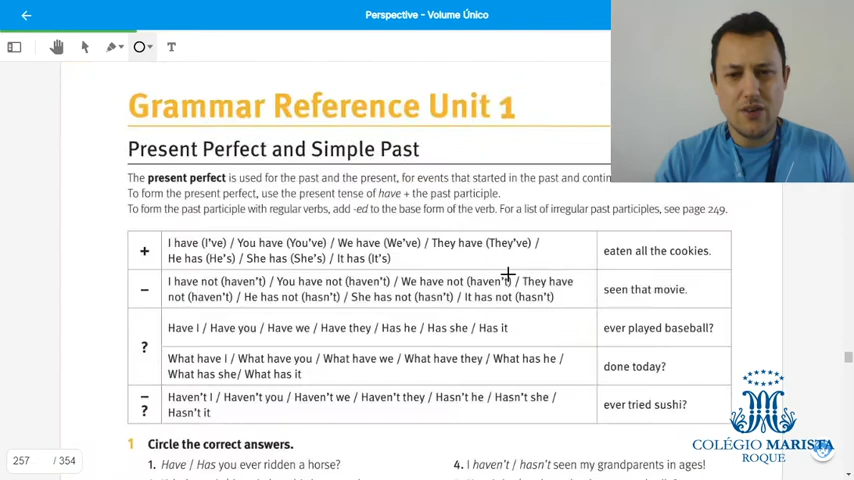 Perspective - Volume Único
T
Grammar Reference Unit 1
Present Perfect and Simple Past
The present perfect is used for the past and the present, for events that started in the past and contin
To form the present perfect, use the present tense of have + the past participle.
To form the past participle with regular verbs, add -ed to the base form of the verb. For a list of irregular past participles, see page 249.
+
I have (I've) / You have (You've) / We have (We've) / They have (They've) /
He has (He's) / She has (She's) / It has (It's)
eaten all the cookies.
–
I have not (haven't) / You have not (haven't) / We have not (haven't) / They have
not (haven't) / He has not (hasn't) / She has not (hasn't) / It has not (hasn't)
seen that movie.
?
Have I / Have you / Have we / Have they / Has he / Has she / Has it
ever played baseball?
What have I / What have you / What have we / What have they / What has he /
What has she/ What has it
done today?
–
?
Haven't I / Haven't you / Haven't we / Haven't they / Hasn't he / Hasn't she /
Hasn't it
ever tried sushi?
1 Circle the correct answers.
1. Have / Has you ever ridden a horse?
4. I haven't / hasn't seen my grandparents in ages!
257 / 354
COLÉGIO MARISTA
ROQUE